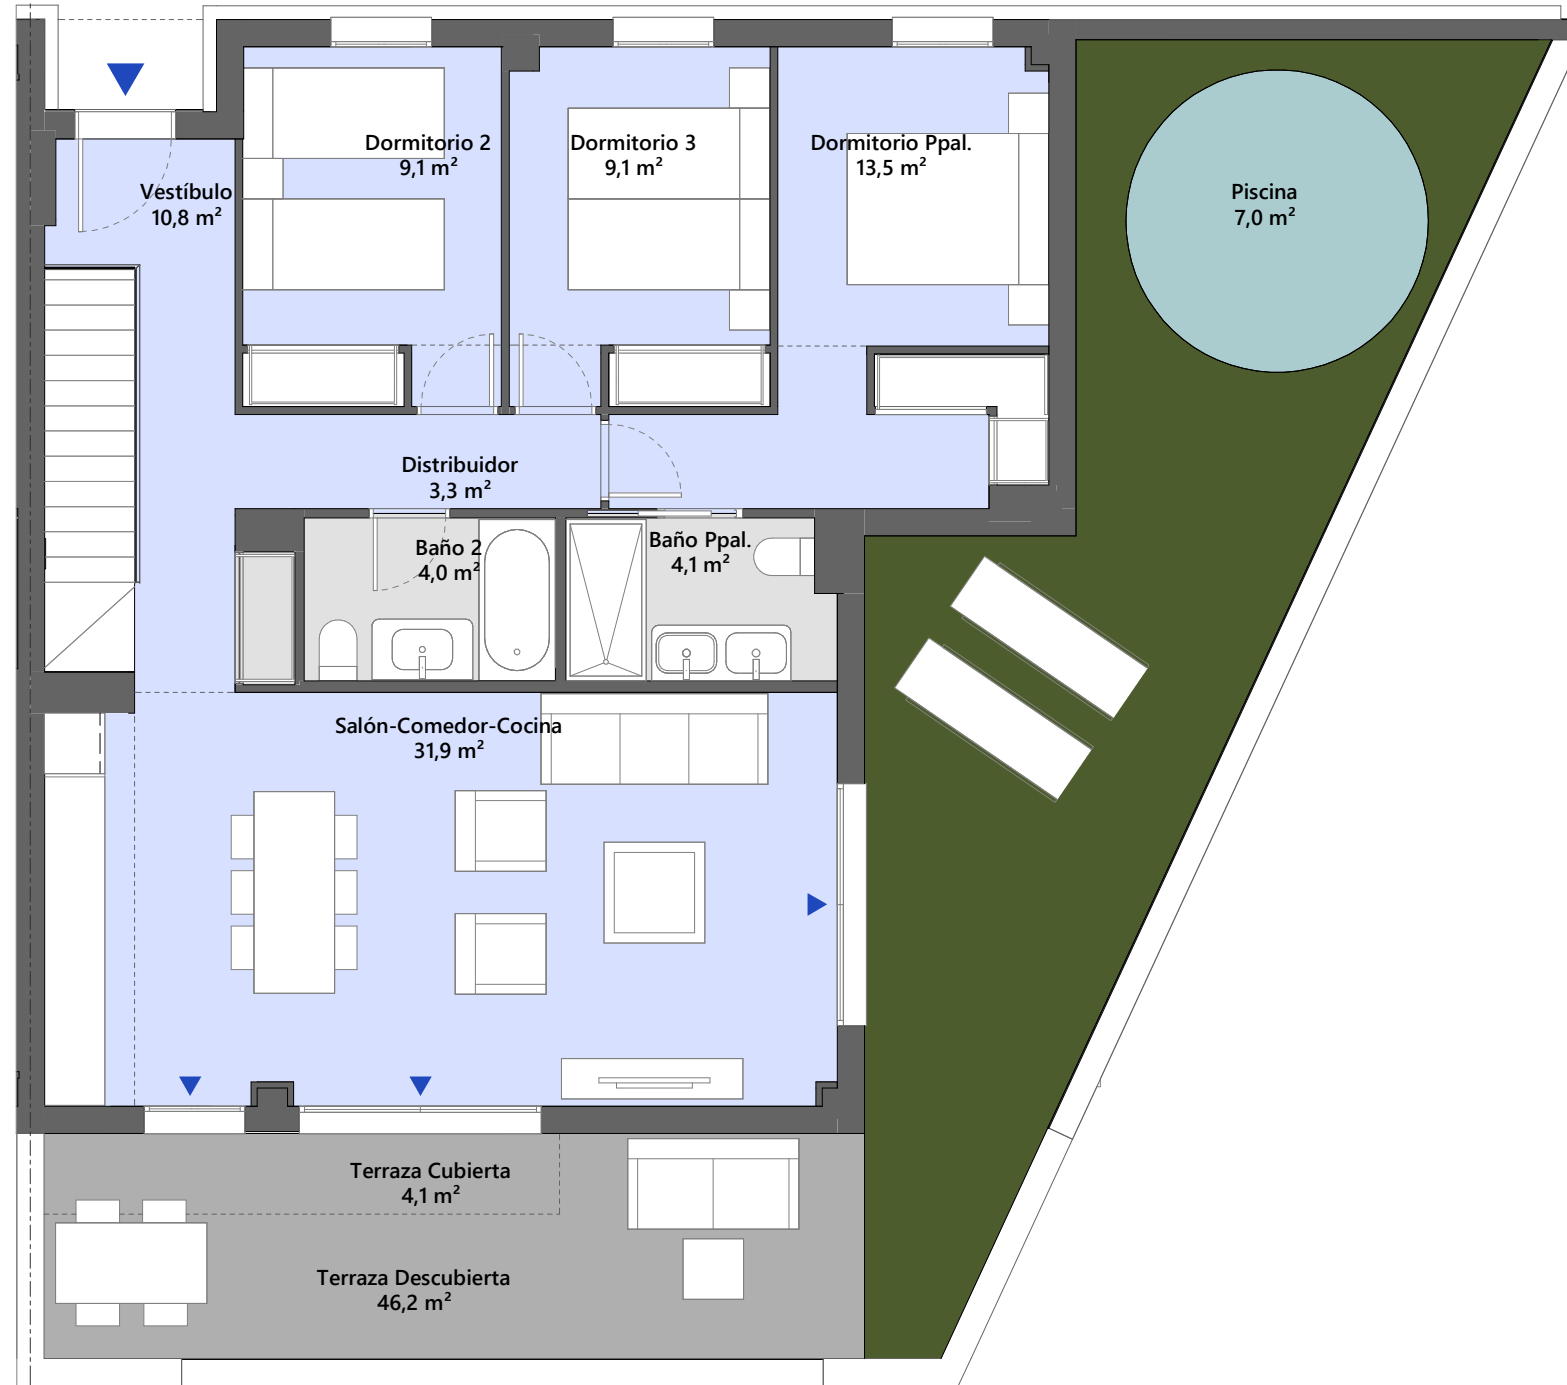 Dormitorio 2
9,1 m²
Dormitorio 3
9,1 m²
Dormitorio Ppal.
13,5 m²
Vestíbulo
10,8 m²
Piscina
7,0 m²
Distribuidor
3,3 m²
Baño 2
4,0 m²
Baño Ppal.
4,1 m²
Salón-Comedor-Cocina
31,9 m²
Terraza Cubierta
4,1 m²
Terraza Descubierta
46,2 m²